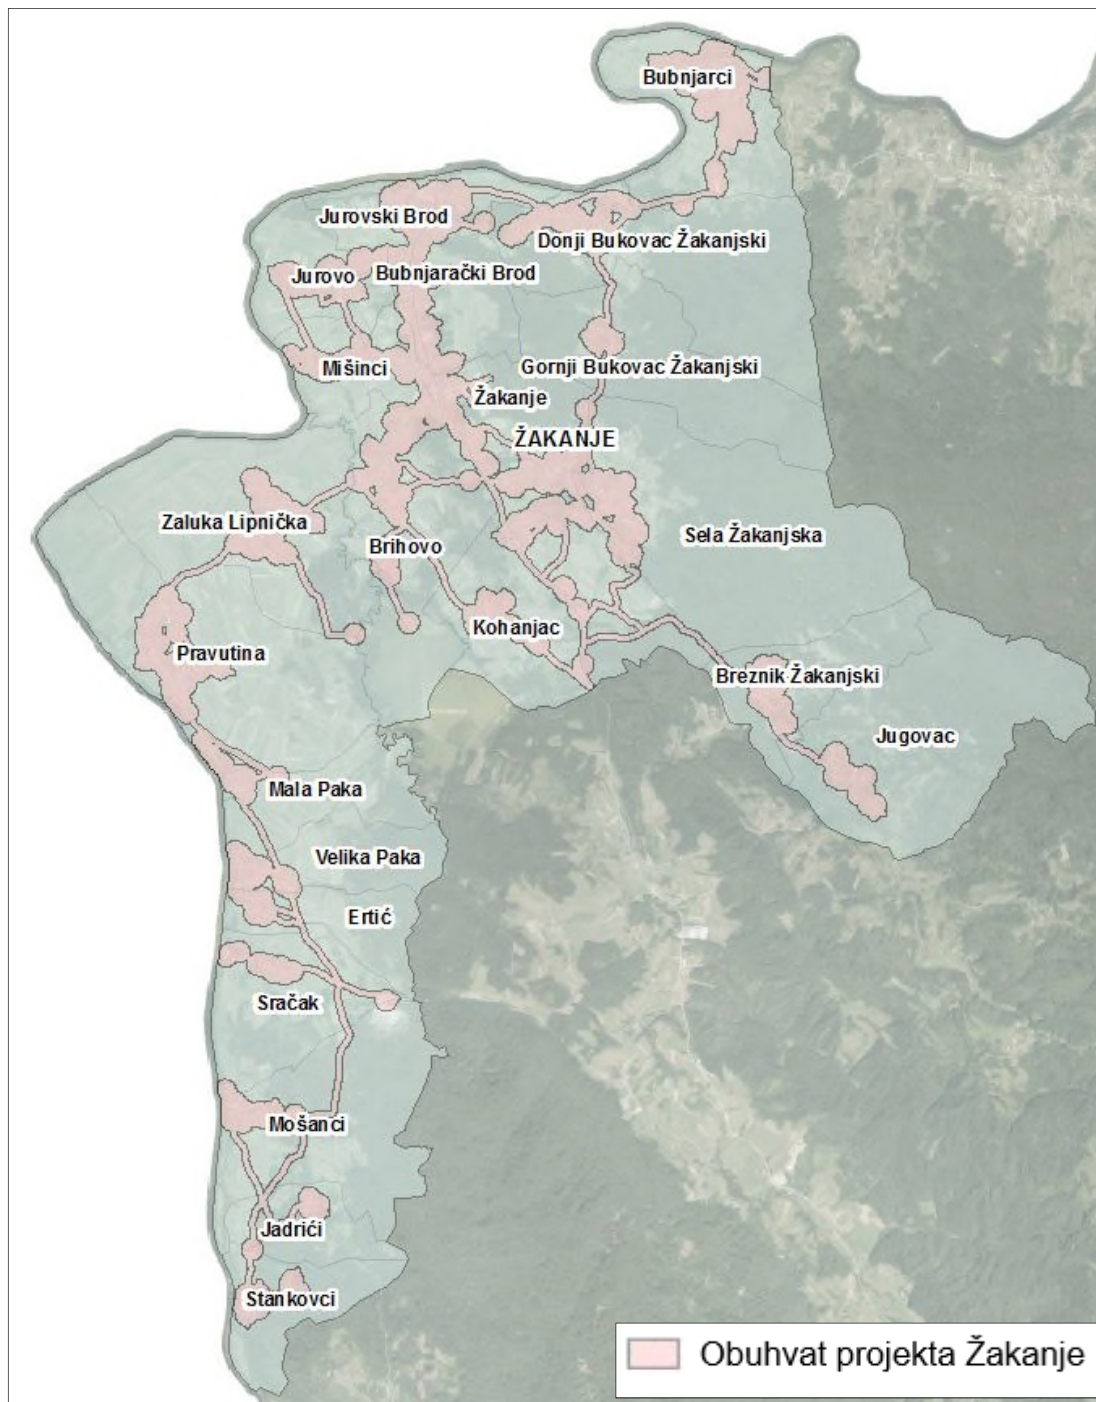 Bubnjarci
Jurovski Brod
Donji Bukovac Žakanjski
Bubnjarački Brod
Jurovo
Mišinci
Gornji Bukovac Žakanjski
Žakanje
ŽAKANJE
Zaluka Lipnička
Sela Žakanjska
Brihovo
Kohanjac
Pravutina
Breznik Žakanjski
Jugovac
Mala Paka
Velika Paka
Ertić
Sračak
Mošanci
Jadrići
Stankovci
Obuhvat projekta Žakanje